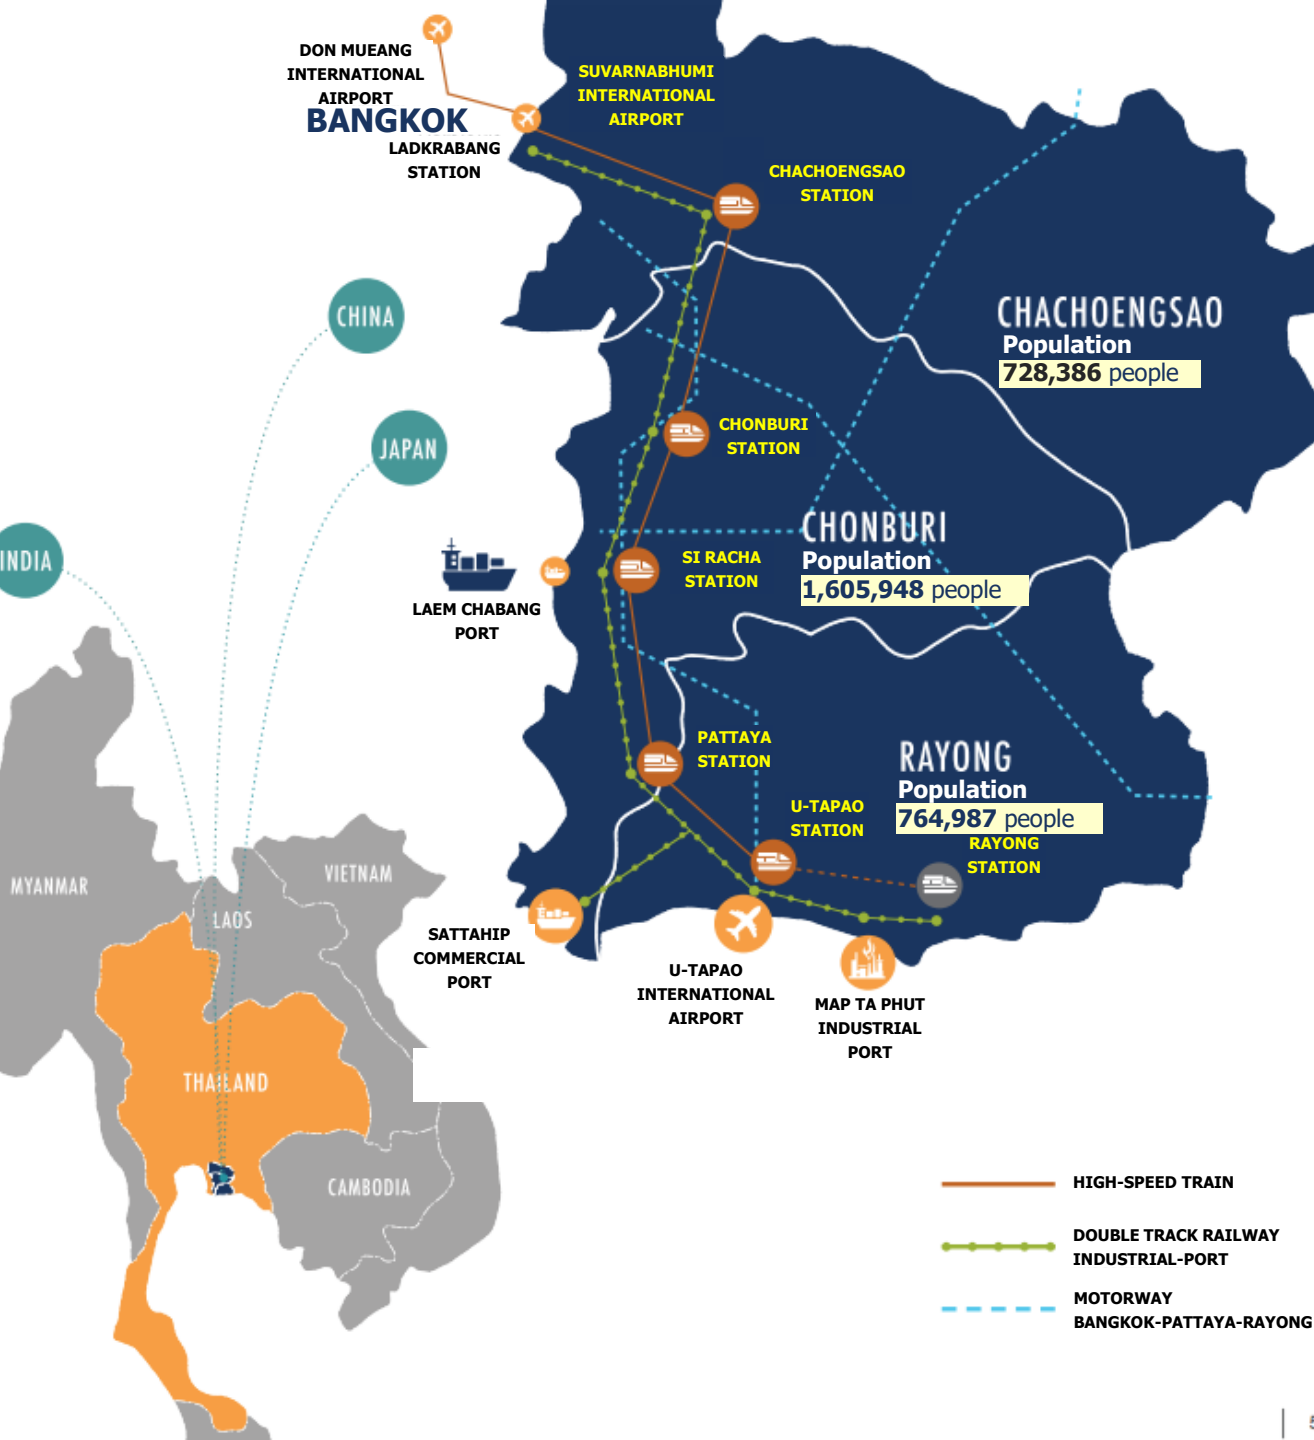 DON MUEANG
INTERNATIONAL
AIRPORT
BANGKOK
LADKRABANG
STATION
SUVARNABHUMI
INTERNATIONAL
AIRPORT
CHACHOENGSAO
STATION
CHINA
JAPAN
INDIA
CHACHOENGSAO
Population
728,386 people
CHONBURI
STATION
CHONBURI
Population
1,605,948 people
SI RACHA
STATION
LAEM CHABANG
PORT
PATTAYA
STATION
RAYONG
Population
764,987 people
U-TAPAO
STATION
RAYONG
STATION
SATTAHIP
COMMERCIAL
PORT
U-TAPAO
INTERNATIONAL
AIRPORT
MAP TA PHUT
INDUSTRIAL
PORT
MYANMAR
LAOS
VIETNAM
THAILAND
CAMBODIA
HIGH-SPEED TRAIN
DOUBLE TRACK RAILWAY
INDUSTRIAL-PORT
MOTORWAY
BANGKOK-PATTAYA-RAYONG